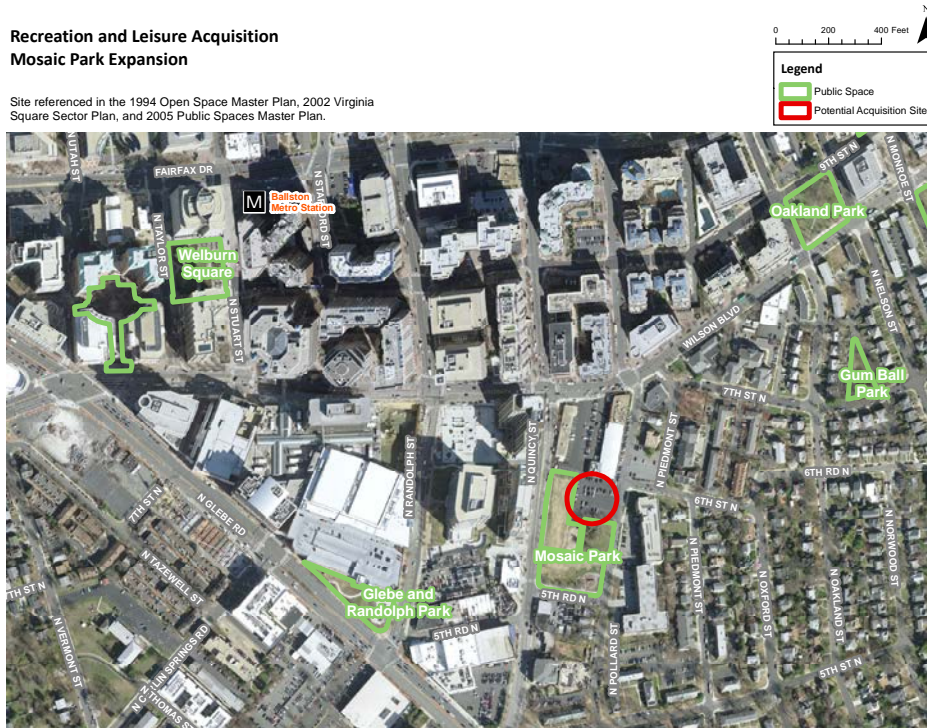 Recreation and Leisure Acquisition
Mosaic Park Expansion
Site referenced in the 1994 Open Space Master Plan, 2002 Virginia
Square Sector Plan, and 2005 Public Spaces Master Plan.
N
0 200 400 Feet
Legend
Public Space
Potential Acquisition Site
N UTAH ST
FAIRFAX DR
M
Ballston
Metro Station
N STAFFORD ST
9TH ST N
N MONROE ST
Oakland Park
N TAYLOR ST
Welburn
Square
N STUART ST
N NELSON ST
WILSON BLVD
Gum Ball
Park
7TH ST N
N RANDOLPH ST
N QUINCY ST
N PIEDMONT ST
6TH RD N
6TH ST N
7TH ST N
N GLEBE RD
Mosaic Park
N NORWOOD ST
N TAZEWELL ST
N PIEDMONT ST
N OXFORD ST
N OAKLAND ST
7TH ST N
Glebe and
Randolph Park
5TH RD N
5TH RD N
N VERMONT ST
N POLLARD ST
5TH ST N
N CATHLIN SPRINGS RD
N THOMAS ST